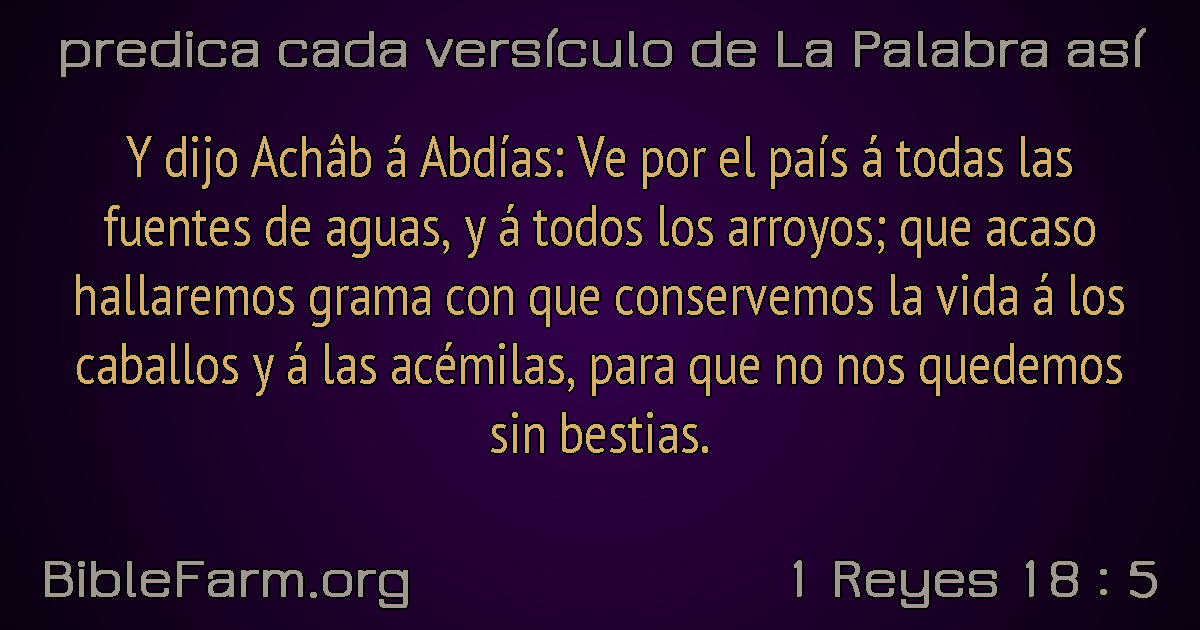 predica cada versículo de La Palabra así
Y dijo Achâb á Abdías: Ve por el país á todas las
fuentes de aguas, y á todos los arroyos; que acaso
hallaremos grama con que conservemos la vida á los
caballos y á las acémilas, para que no nos quedemos
sin bestias.
BibleFarm.org
1 Reyes 18 : 5